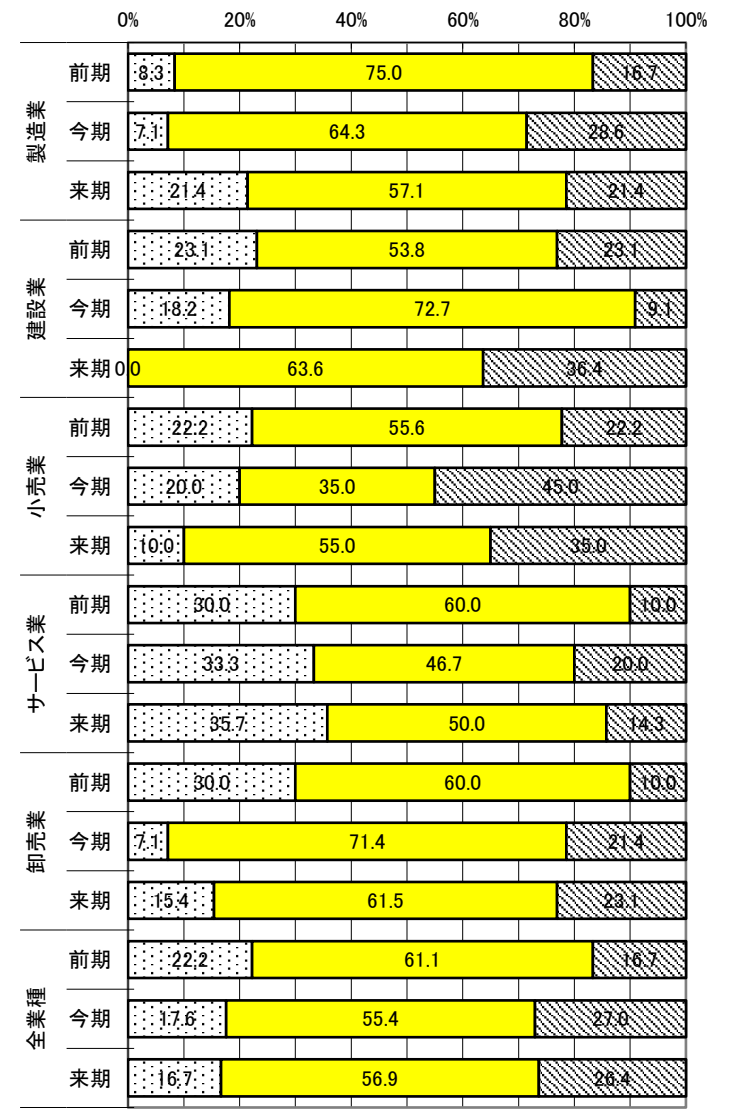 0% 20% 40% 60% 80% 100%
製造業
前期 8.3 75.0 16.7
今期 7.1 64.3 28.6
来期 21.4 57.1 21.4
建設業
前期 23.1 53.8 23.1
今期 18.2 72.7 9.1
来期 0.0 63.6 36.4
小売業
前期 22.2 55.6 22.2
今期 20.0 35.0 45.0
来期 10.0 55.0 35.0
サービス業
前期 30.0 60.0 10.0
今期 33.3 46.7 20.0
来期 35.7 50.0 14.3
卸売業
前期 30.0 60.0 10.0
今期 7.1 71.4 21.4
来期 15.4 61.5 23.1
全業種
前期 22.2 61.1 16.7
今期 17.6 55.4 27.0
来期 16.7 56.9 26.4